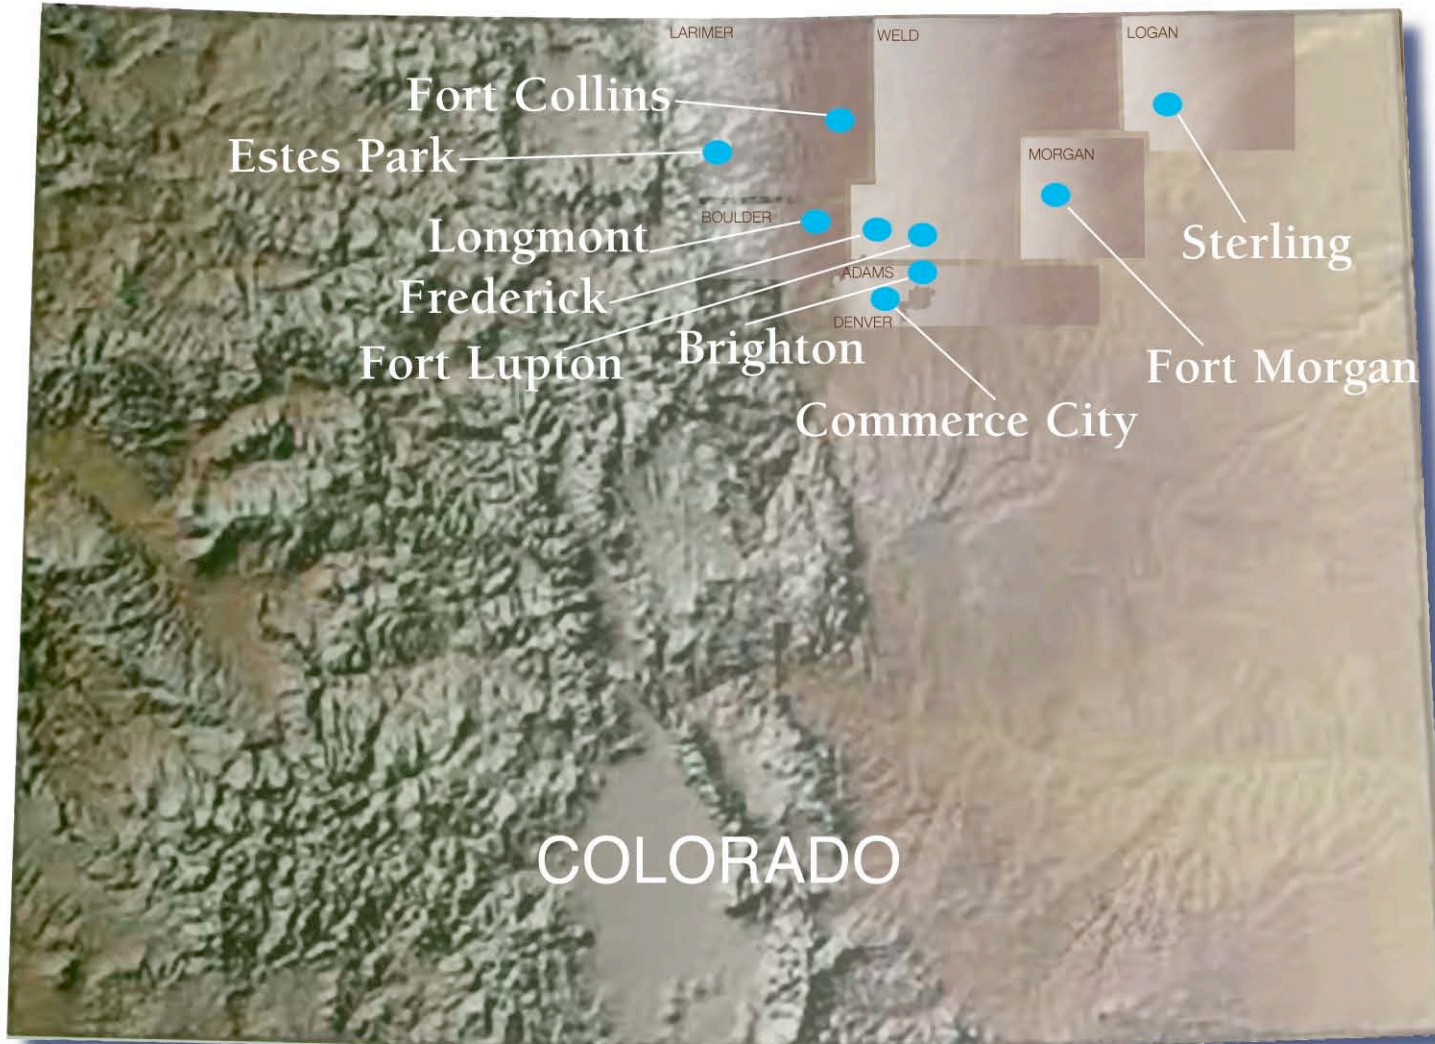 LARIMER
WELD
LOGAN
Fort Collins
Estes Park
MORGAN
BOULDER
Longmont
Sterling
ADAMS
Frederick
DENVER
Fort Lupton
Brighton
Fort Morgan
Commerce City
COLORADO